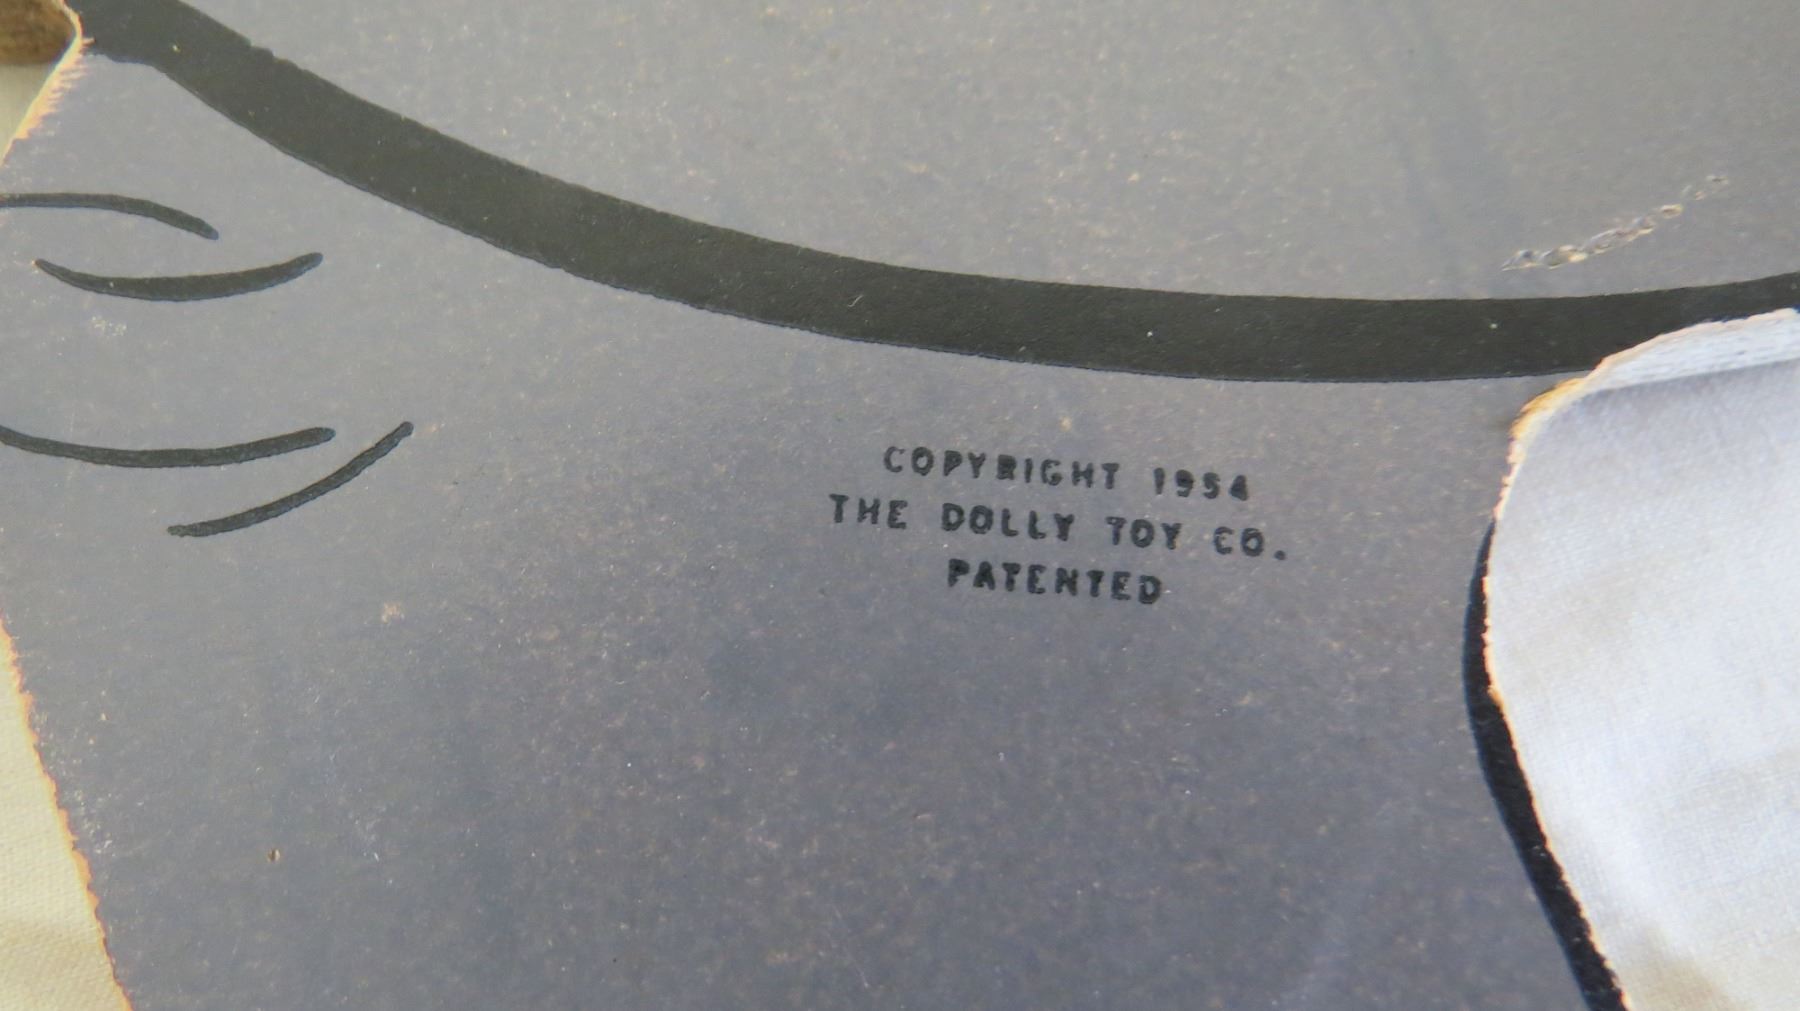 COPYRIGHT 1954
THE DOLLY TOY CO.
PATENTED